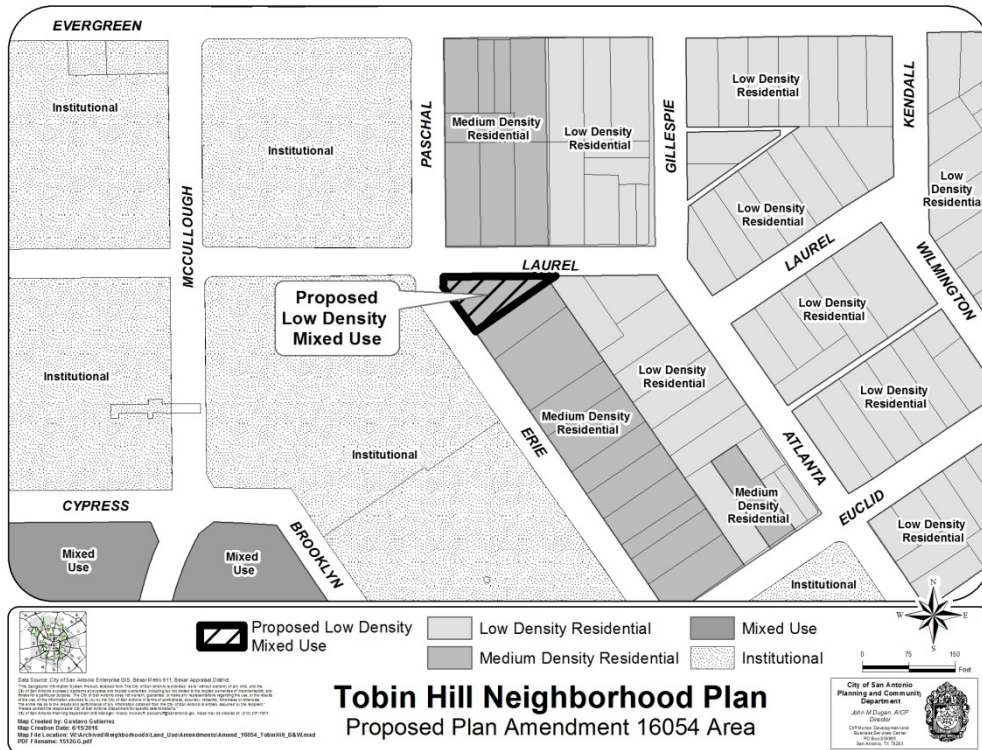 EVERGREEN
Institutional
Institutional
MCCULLOUGH
PASCHAL
Medium Density
Residential
Low Density
Residential
GILLESPIE
Low Density
Residential
KENDALL
Low Density
Residential
Low
Density
Residential
LAUREL
LAUREL
WILMINGTON
Proposed
Low Density
Mixed Use
Low Density
Residential
Institutional
Low Density
Residential
Low Density
Residential
Medium Density
Residential
ERIE
Institutional
ATLANTA
Medium
Density
Residential
EUCLID
Low Density
Residential
CYPRESS
BROOKLYN
Mixed
Use
Mixed
Use
Institutional
N
W
E
S
Proposed Low Density
Mixed Use
Low Density Residential
Medium Density Residential
Mixed Use
Institutional
0 75 150
Feet
Data Source: City of San Antonio Enterprise GIS, Bexar Metro 911, Bexar Appraisal District
Map Created by: Gustavo Gutierrez
Map Creation Date: 6/15/2016
PDF Filename: 1512GG.pdf
Tobin Hill Neighborhood Plan
Proposed Plan Amendment 16054 Area
City of San Antonio
Planning and Community
Department
John M Dugan, AICP
Director